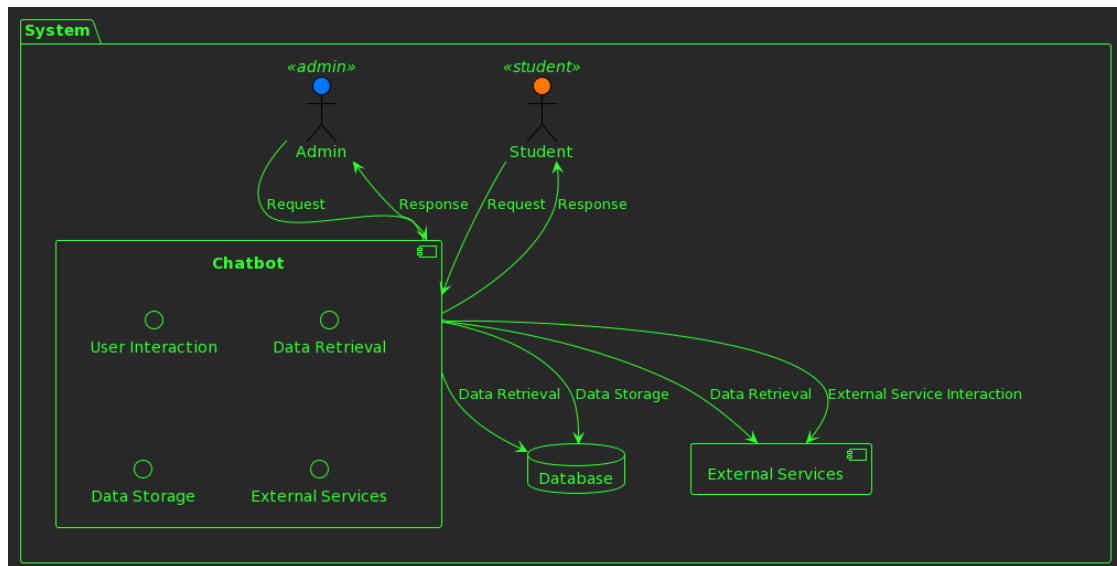 System
«admin»
«student»
Admin
Student
Request
Response
Request
Response
Chatbot
User Interaction
Data Retrieval
Data Retrieval
Data Storage
Data Retrieval
External Service Interaction
Data Storage
External Services
Database
External Services